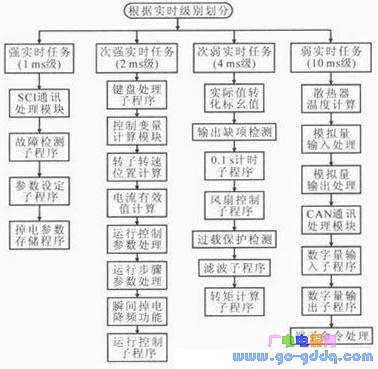 根据实时级别划分
强实时任务
(1 ms级)
SCI通讯
处理模块
故障检测
子程序
参数设定
子程序
掉电参数
存储程序
次强实时任务
(2 ms级)
键盘处理
子程序
控制变量
计算模块
转子转速
位置计算
电流有效
值计算
运行控制
参数处理
运行步骤
参数处理
瞬间掉电
降频功能
运行控制
子程序
次弱实时任务
(4 ms级)
实际值转
化标幺值
输出缺项检测
0.1 s计时
子程序
风扇控制
子程序
过载保护检测
滤波子程序
转矩计算
子程序
弱实时任务
(10 ms级)
散热器
温度计算
模拟量
输入处理
模拟量
输出处理
CAN通讯
处理模块
数字量输
入子程序
数字量输
出子程序
命令处理
广电电器网
www.go-gddq.com